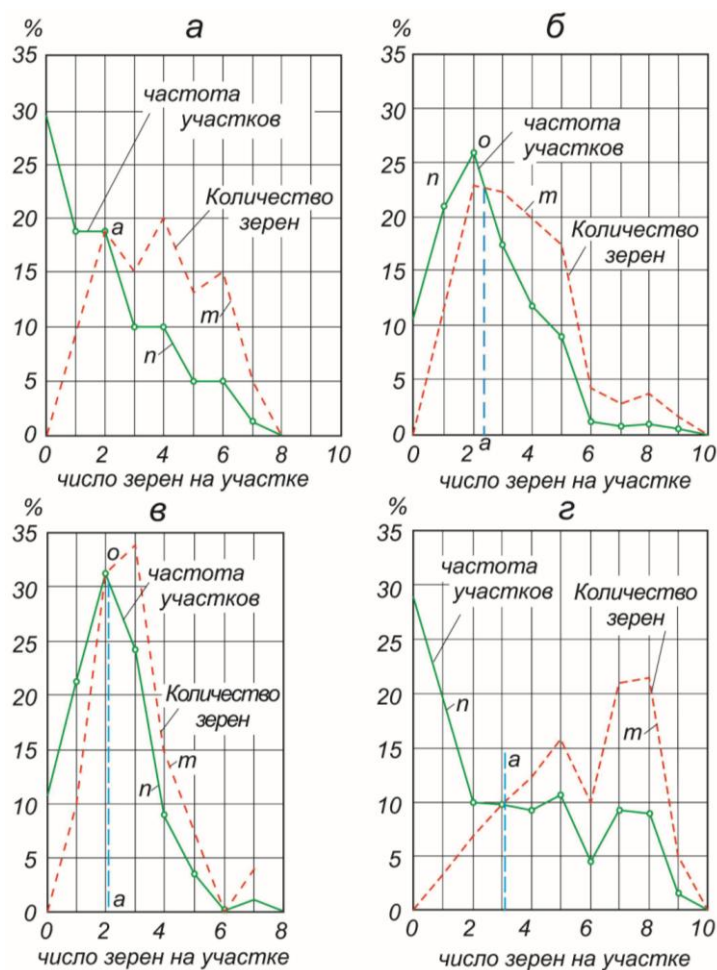 %
а
35
30
25
20
15
10
5
0
частота
участков
а
Количество
зерен
m
n
0 2 4 6 8 10
число зерен на участке
%
б
35
30
25
20
15
10
5
0
о
частота
участков
n
m
Количество
зерен
0 2 4 6 8 10
а
число зерен на участке
%
в
35
30
25
20
15
10
5
0
о
частота
участков
Количество
зерен
m
n
а
0 2 4 6 8
число зерен на участке
г
35
30
25
20
15
10
5
0
частота
участков
Количество
зерен
n
m
а
0 2 4 6 8 10
число зерен на участке